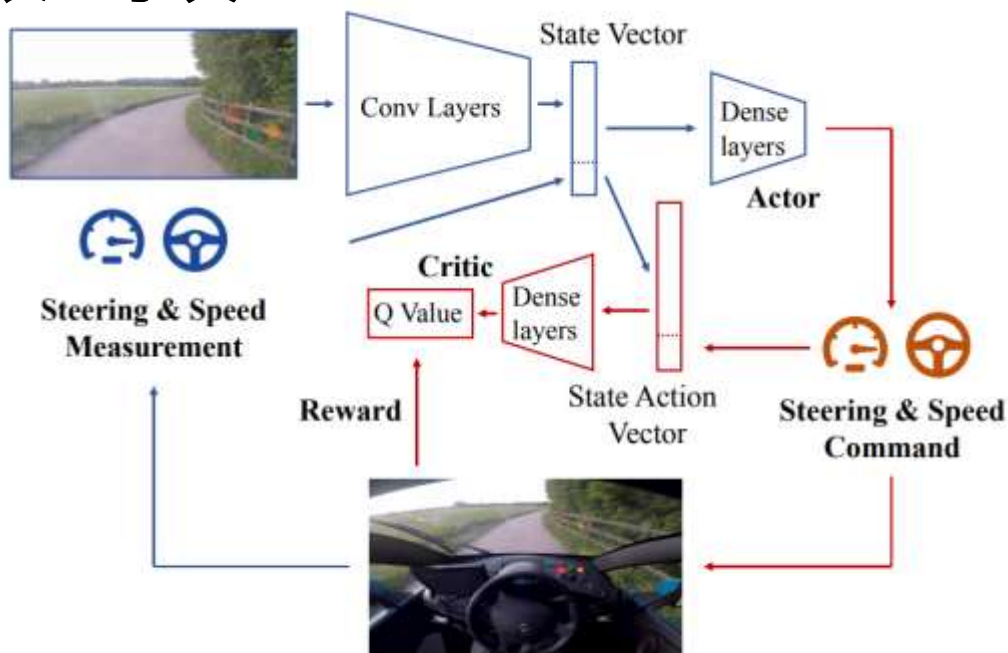 State Vector
Conv Layers
Dense
layers
Actor
Critic
Q Value
Dense
layers
Steering & Speed
Measurement
Reward
State Action
Vector
Steering & Speed
Command